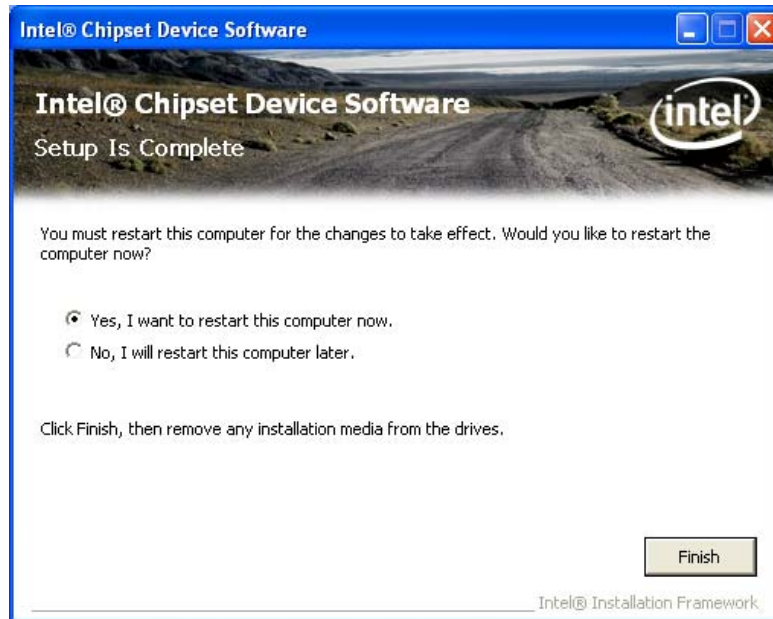 Intel® Chipset Device Software
Intel® Chipset Device Software
intel
Setup Is Complete
You must restart this computer for the changes to take effect. Would you like to restart the
computer now?
Yes, I want to restart this computer now.
No, I will restart this computer later.
Click Finish, then remove any installation media from the drives.
Finish
Intel® Installation Framework